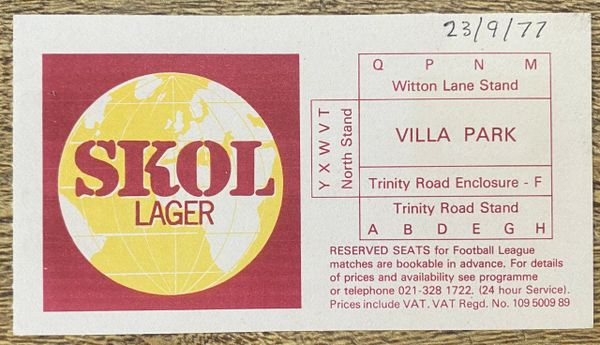 23/9/77
SKOL
LAGER
Q P N M
Witton Lane Stand
Y X W V T
North Stand
VILLA PARK
Trinity Road Enclosure - F
Trinity Road Stand
A B D E G H
RESERVED SEATS for Football League
matches are bookable in advance. For details
of prices and availability see programme
or telephone 021-328 1722. (24 hour Service).
Prices include VAT. VAT Regd. No. 109 5009 89